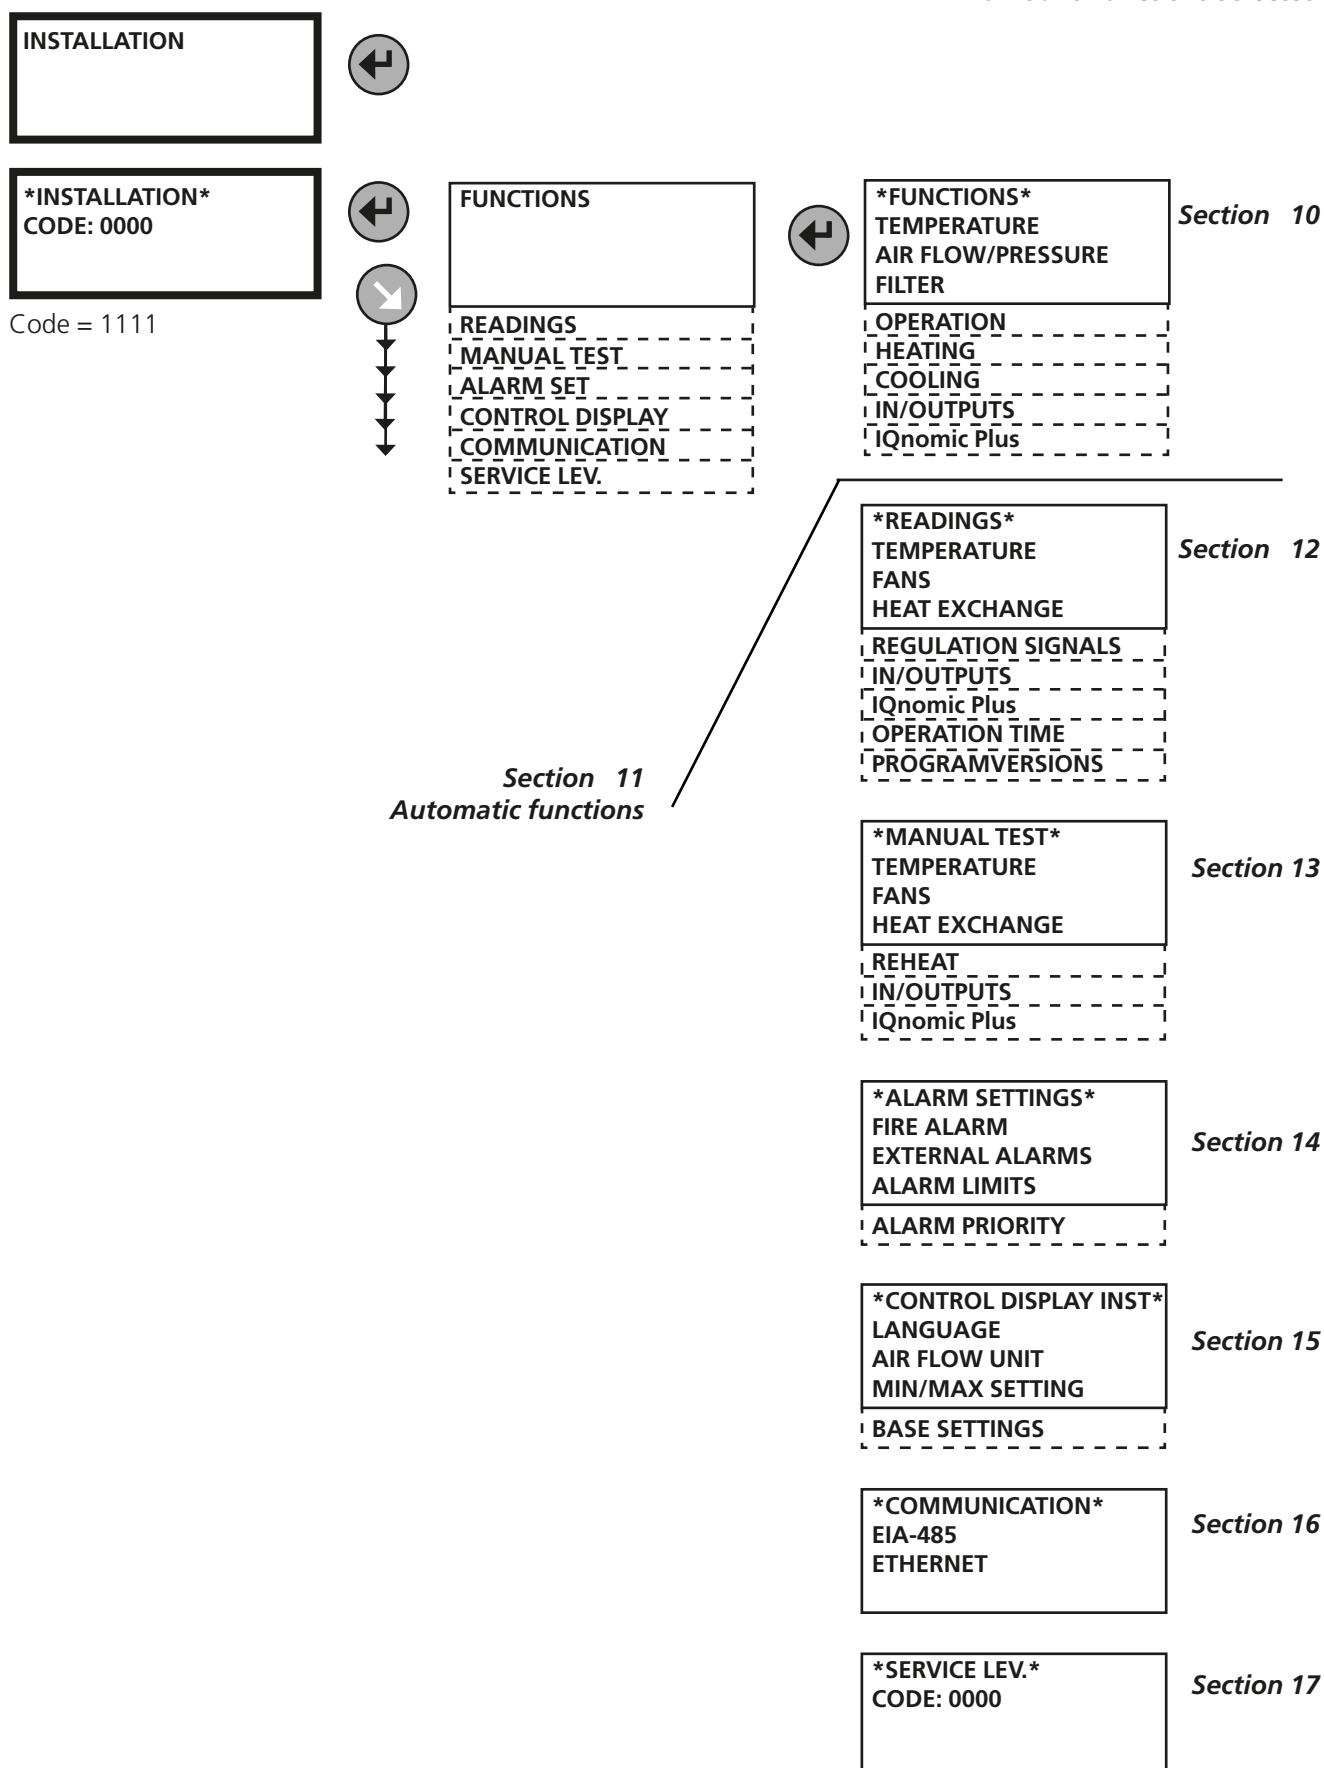 INSTALLATION
*INSTALLATION*
CODE: 0000
Code = 1111
FUNCTIONS
READINGS
MANUAL TEST
ALARM SET
CONTROL DISPLAY
COMMUNICATION
SERVICE LEV.
*FUNCTIONS*
TEMPERATURE
AIR FLOW/PRESSURE
FILTER
OPERATION
HEATING
COOLING
IN/OUTPUTS
IQnomic Plus
Section 10
Section 11
Automatic functions
*READINGS*
TEMPERATURE
FANS
HEAT EXCHANGE
REGULATION SIGNALS
IN/OUTPUTS
IQnomic Plus
OPERATION TIME
PROGRAMVERSIONS
Section 12
*MANUAL TEST*
TEMPERATURE
FANS
HEAT EXCHANGE
REHEAT
IN/OUTPUTS
IQnomic Plus
Section 13
*ALARM SETTINGS*
FIRE ALARM
EXTERNAL ALARMS
ALARM LIMITS
ALARM PRIORITY
Section 14
*CONTROL DISPLAY INST*
LANGUAGE
AIR FLOW UNIT
MIN/MAX SETTING
BASE SETTINGS
Section 15
*COMMUNICATION*
EIA-485
ETHERNET
Section 16
*SERVICE LEV.*
CODE: 0000
Section 17